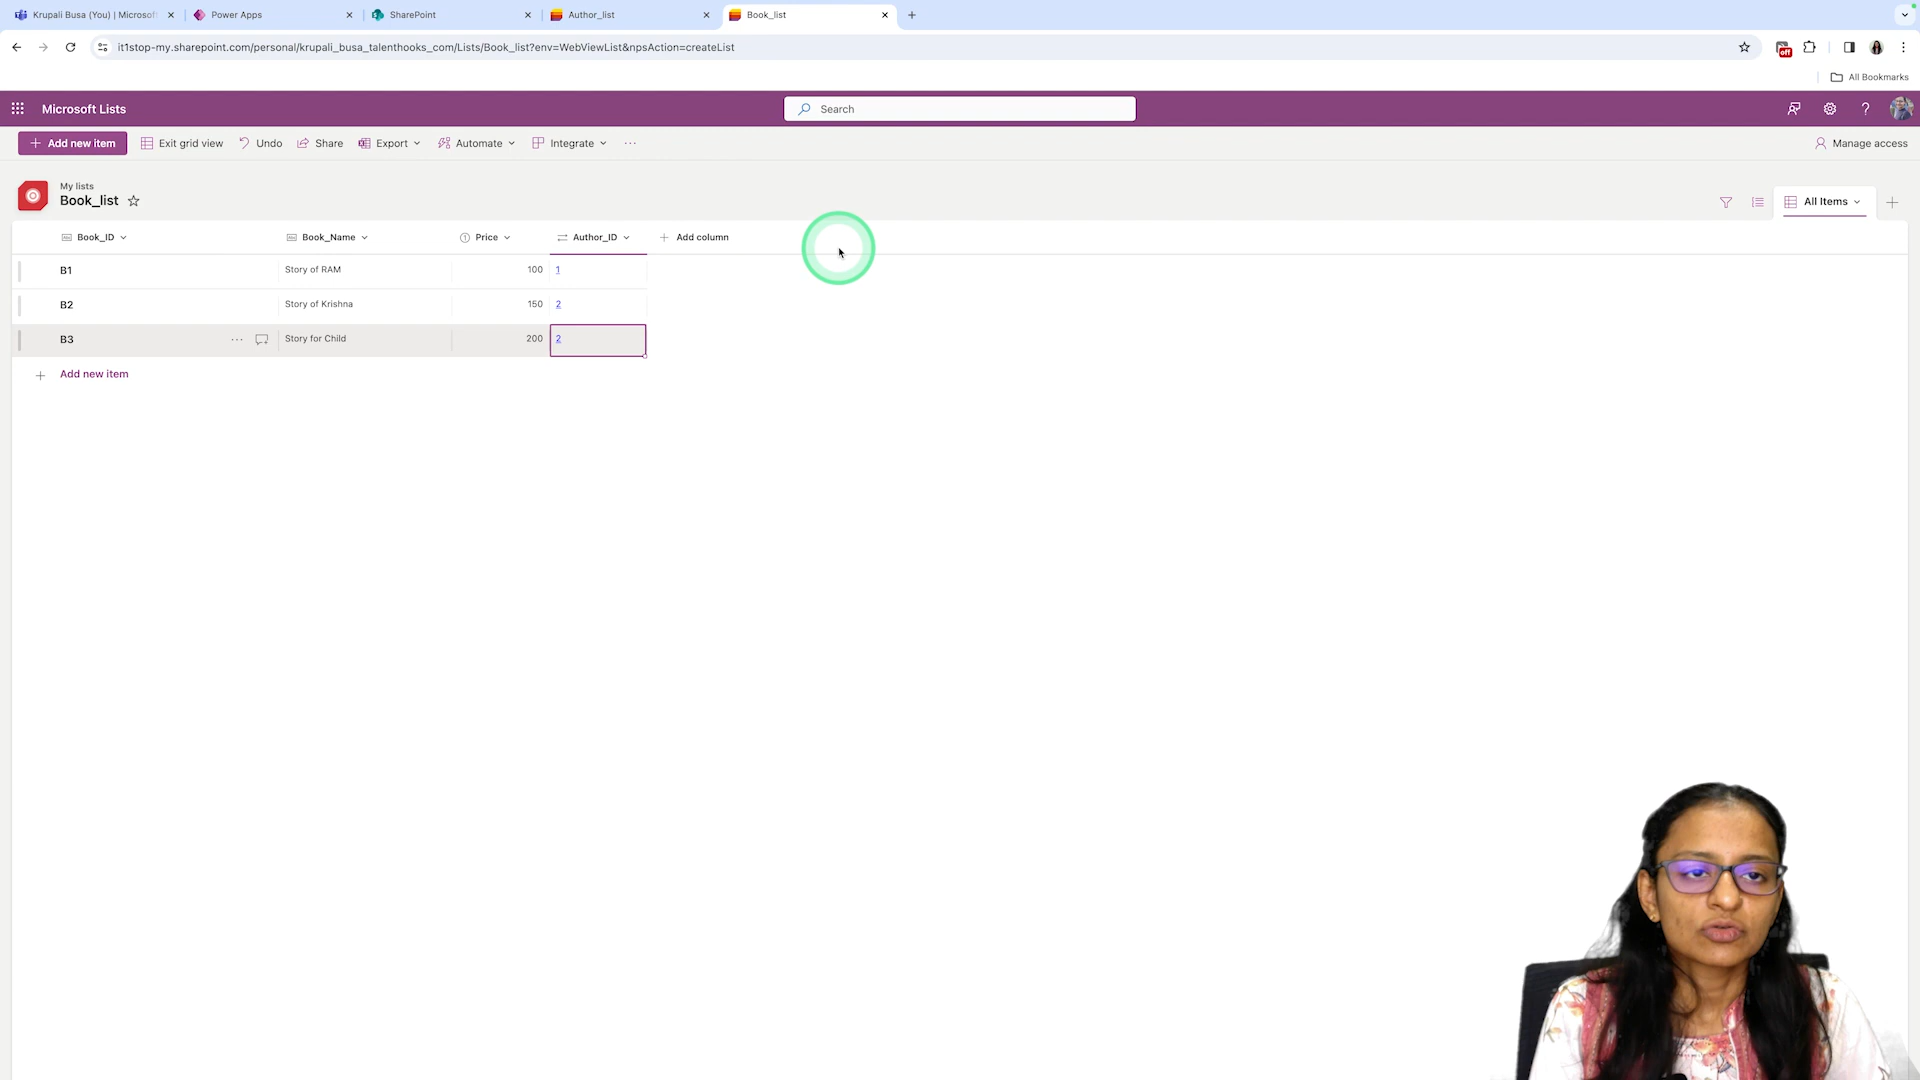 Krupali Busa (You) | Microsof
Power Apps
SharePoint
Author_list
Book_list
it1stop-my.sharepoint.com/personal/krupali_busa_talenthooks_com/Lists/Book_list?env=WebViewList&npsAction=createList
off
All Bookmarks
Microsoft Lists
Search
Add new item
Exit grid view
Undo
Share
Export
Automate
Integrate
Manage access
My lists
Book_list
All Items
Book_ID
Book_Name
Price
Author_ID
Add column
B1 Story of RAM 100 1
B2 Story of Krishna 150 2
B3 Story for Child 200 2
Add new item